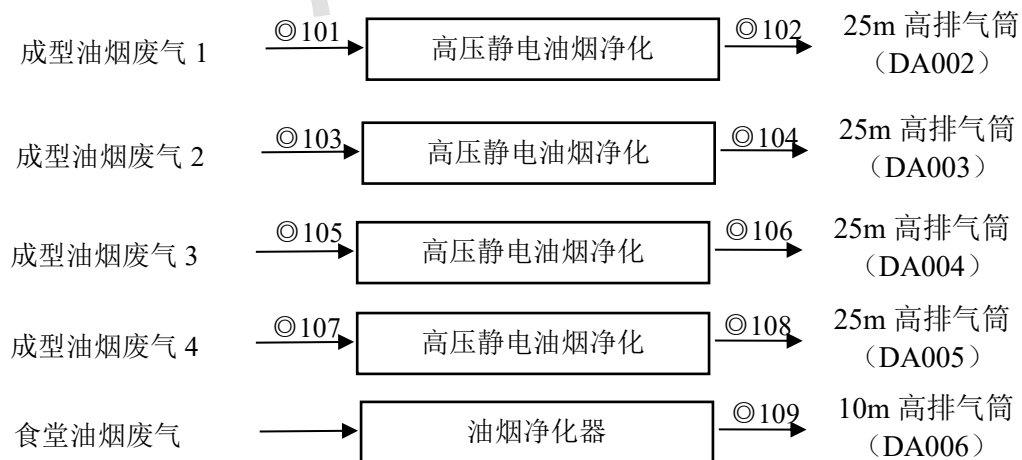 成型油烟废气 1
◎101
高压静电油烟净化
◎102
25m 高排气筒
（DA002）
成型油烟废气 2
◎103
高压静电油烟净化
◎104
25m 高排气筒
（DA003）
成型油烟废气 3
◎105
高压静电油烟净化
◎106
25m 高排气筒
（DA004）
成型油烟废气 4
◎107
高压静电油烟净化
◎108
25m 高排气筒
（DA005）
食堂油烟废气
油烟净化器
◎109
10m 高排气筒
（DA006）